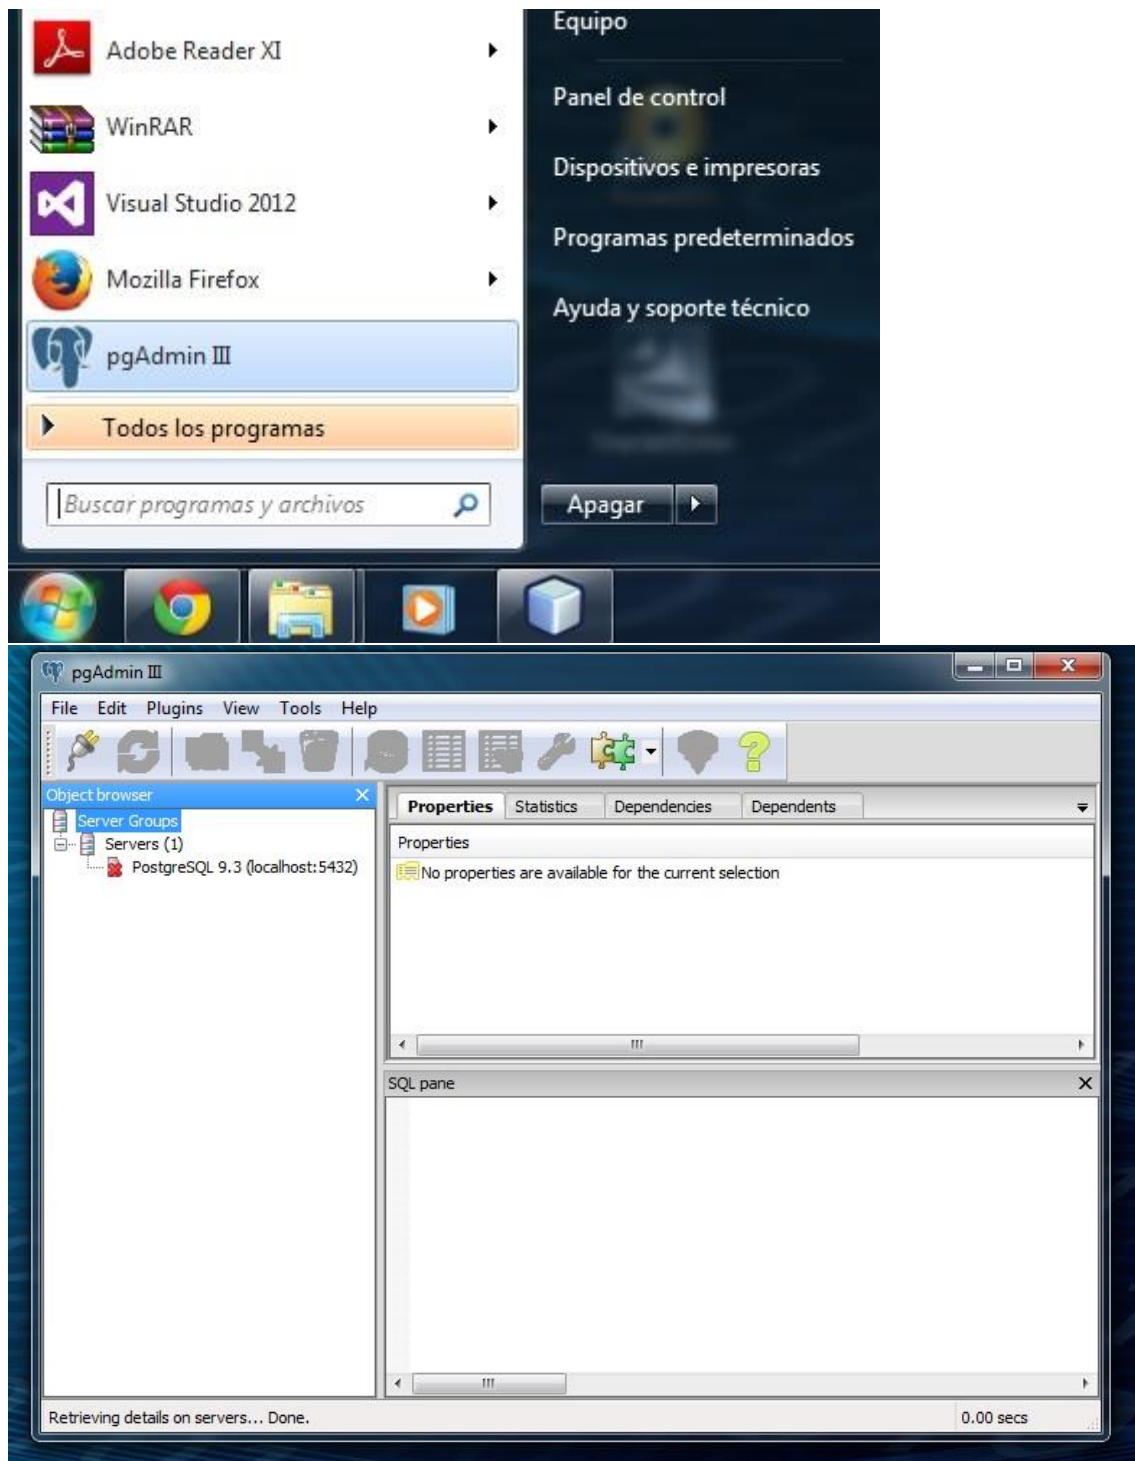 Adobe Reader XI
WinRAR
Visual Studio 2012
Mozilla Firefox
pgAdmin III
Todos los programas
Buscar programas y archivos
Equipo
Panel de control
Dispositivos e impresoras
Programas predeterminados
Ayuda y soporte técnico
Apagar
pgAdmin III
File Edit Plugins View Tools Help
Object browser
Server Groups
Servers (1)
PostgreSQL 9.3 (localhost:5432)
Properties Statistics Dependencies Dependents
Properties
No properties are available for the current selection
SQL pane
Retrieving details on servers... Done.
0.00 secs